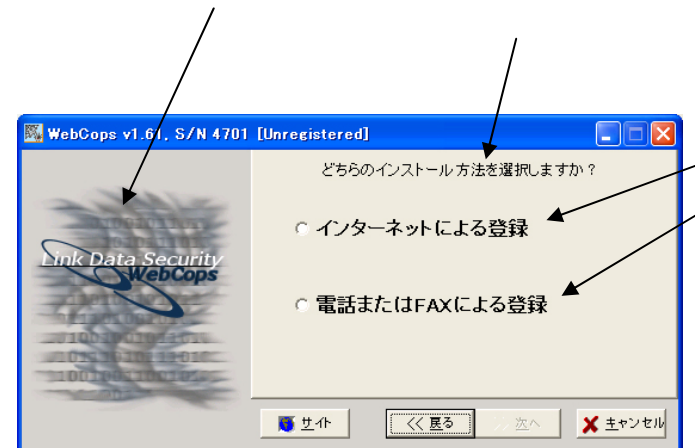 WebCops v1.61, S/N 4701 [Unregistered]
どちらのインストール方法を選択しますか?
インターネットによる登録
Link Data Security
WebCops
電話またはFAXによる登録
サイト
<< 戻る
>> 次へ
キャンセル